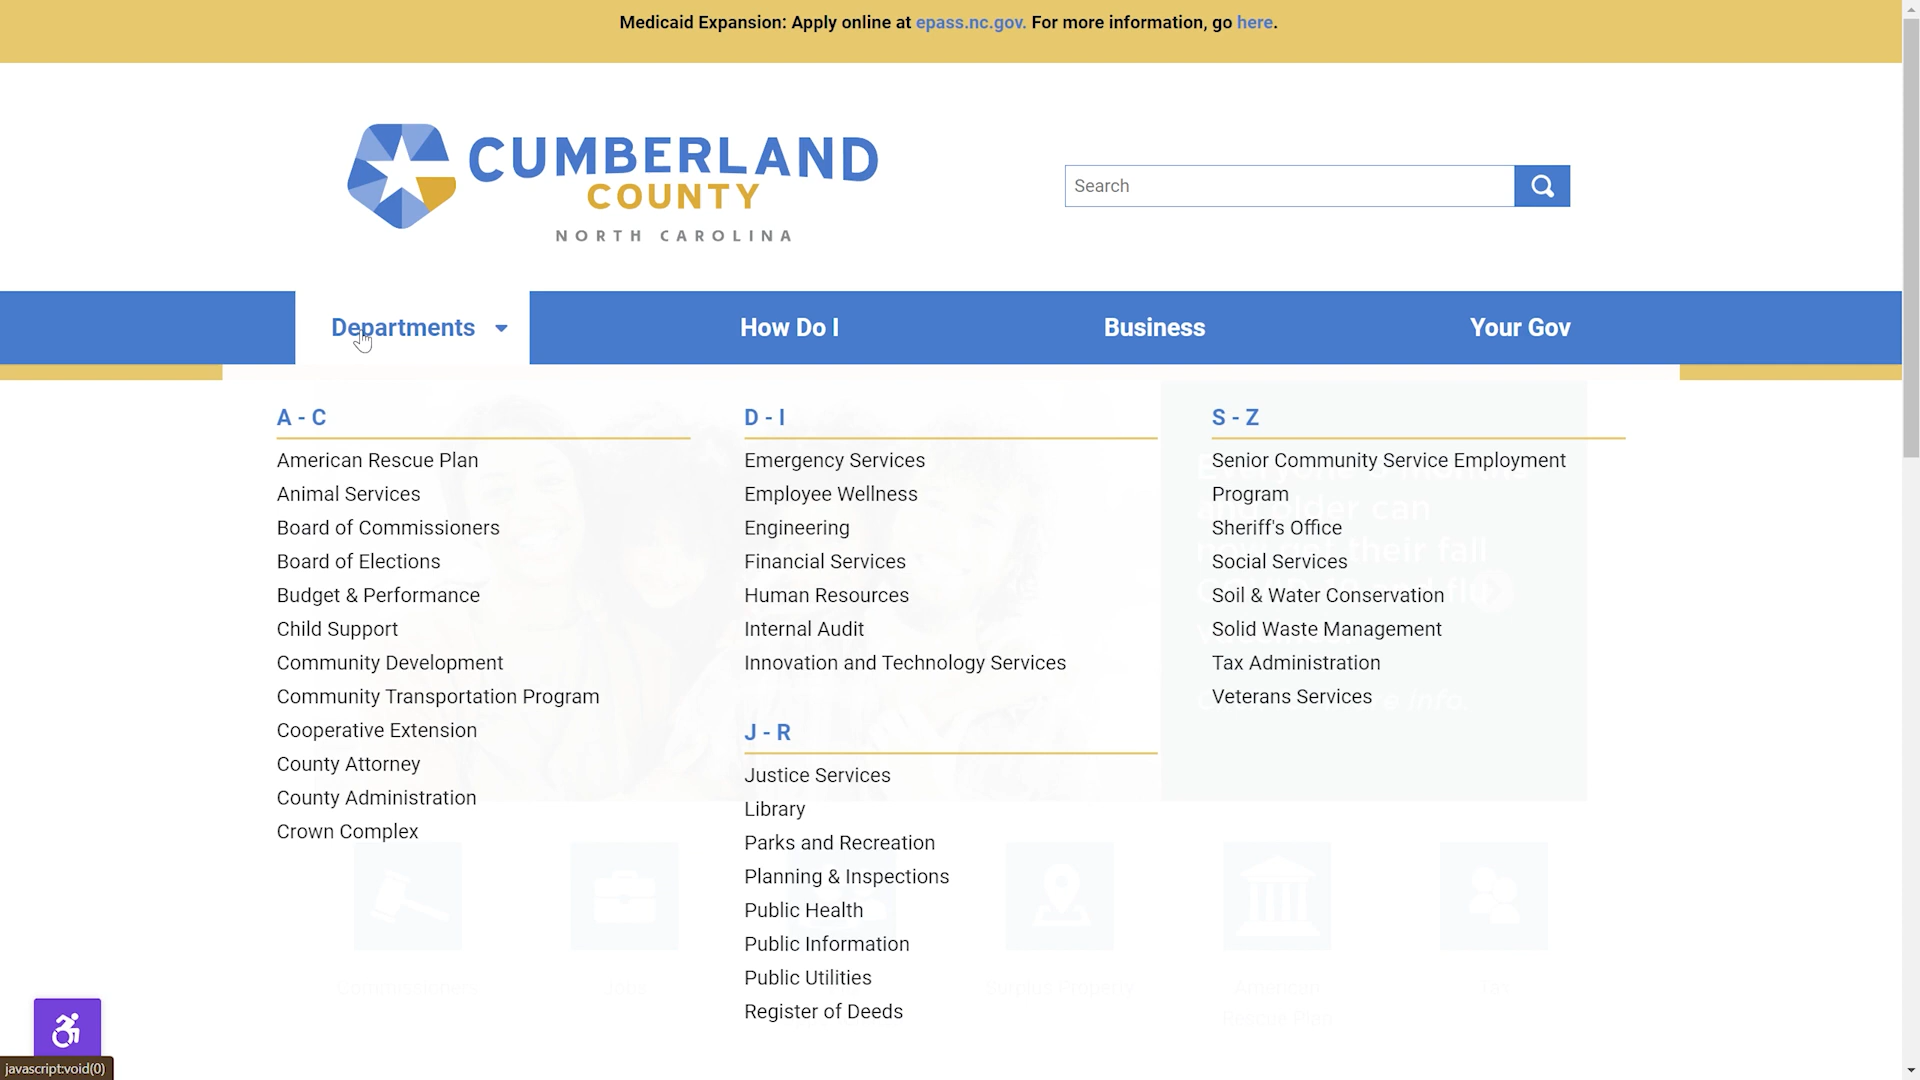 Medicaid Expansion: Apply online at epass.nc.gov. For more information, go here.
CUMBERLAND
COUNTY
NORTH CAROLINA
Search
Departments
How Do I
Business
Your Gov
A - C
American Rescue Plan
Animal Services
Board of Commissioners
Board of Elections
Budget & Performance
Child Support
Community Development
Community Transportation Program
Cooperative Extension
County Attorney
County Administration
Crown Complex
D - I
Emergency Services
Employee Wellness
Engineering
Financial Services
Human Resources
Internal Audit
Innovation and Technology Services
J - R
Justice Services
Library
Parks and Recreation
Planning & Inspections
Public Health
Public Information
Public Utilities
Register of Deeds
S - Z
Senior Community Service Employment
Program
Sheriff's Office
Social Services
Soil & Water Conservation
Solid Waste Management
Tax Administration
Veterans Services
javascript:void(0)